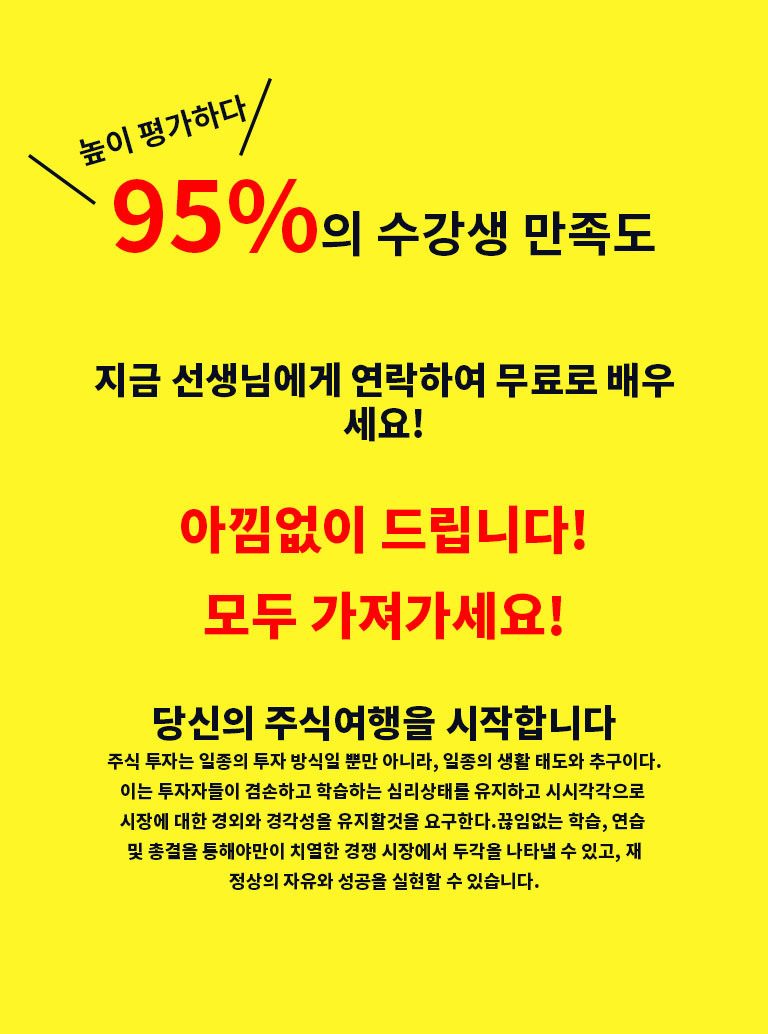 높이 평가하다
95%의 수강생 만족도
지금 선생님에게 연락하여 무료로 배우
세요!
아낌없이 드립니다!
모두 가져가세요!
당신의 주식여행을 시작합니다
주식 투자는 일종의 투자 방식일 뿐만 아니라, 일종의 생활 태도와 추구이다.
이는 투자자들이 겸손하고 학습하는 심리상태를 유지하고 시시각각으로
시장에 대한 경외와 경각성을 유지할것을 요구한다.끊임없는 학습, 연습
및 총결을 통해야만이 치열한 경쟁 시장에서 두각을 나타낼 수 있고, 재
정상의 자유와 성공을 실현할 수 있습니다.